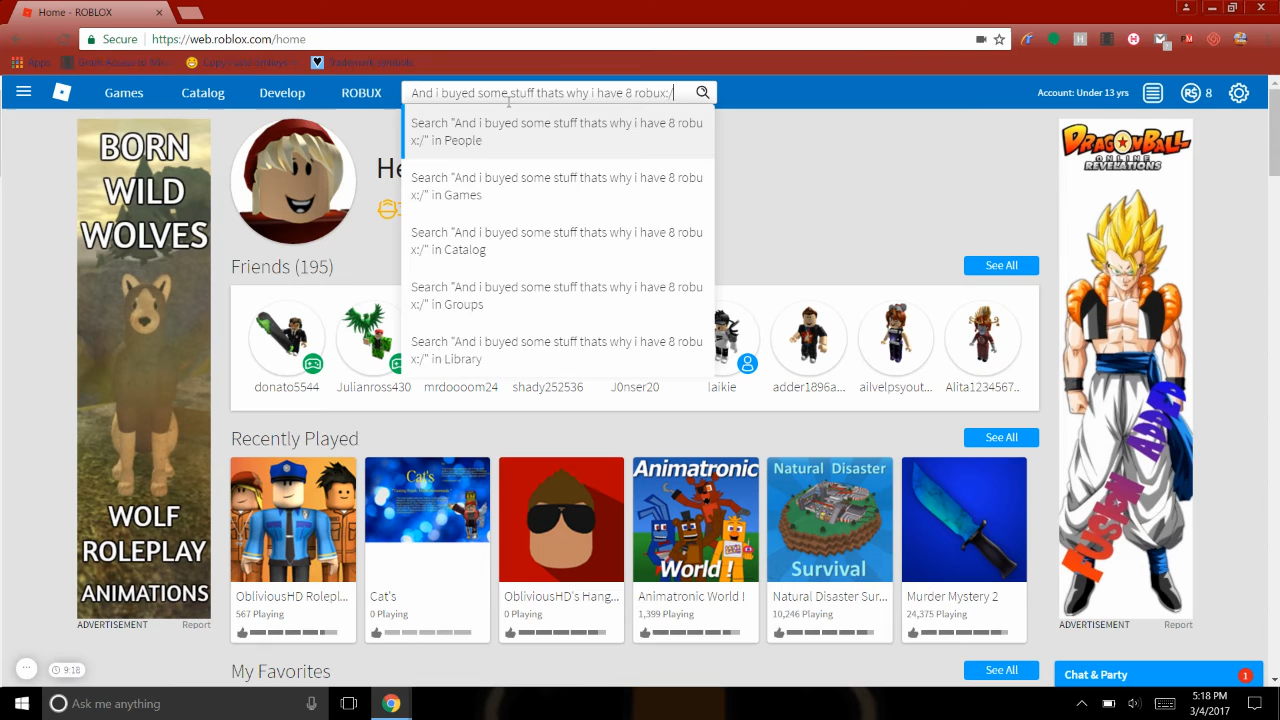 Home - ROBLOX
Secure
https://web.roblox.com/home
Apps
Games
Catalog
Develop
ROBUX
And i buyed some stuff thats why i have 8 robux:/
Account: Under 13 yrs
8
Search "And i buyed some stuff thats why i have 8 robu
x:/" in People
Search "And i buyed some stuff thats why i have 8 robu
x:/" in Games
Search "And i buyed some stuff thats why i have 8 robu
x:/" in Catalog
Search "And i buyed some stuff thats why i have 8 robu
x:/" in Groups
Search "And i buyed some stuff thats why i have 8 robu
x:/" in Library
BORN
WILD
WOLVES
WOLF
ROLEPLAY
ANIMATIONS
ADVERTISEMENT
Report
He
Friends (195)
See All
donato5544
Julianross430
mrdoooom24
shady252536
J0nser20
laikie
adder1896a...
ailvelpsyout...
Alita1234567..
Recently Played
See All
Cat's
Animatronic
World !
Natural Disaster
Survival
ObliviousHD Rolepl...
567 Playing
Cat's
0 Playing
ObliviousHD's Hang...
0 Playing
Animatronic World !
1,399 Playing
Natural Disaster Sur...
10,246 Playing
Murder Mystery 2
24,375 Playing
My Favorites
See All
DRAGONBALL
ONLINE
REVELATIONS
FUSION
ADDED
ADVERTISEMENT
Report
Chat & Party
1
9:18
Ask me anything
5:18 PM
3/4/2017